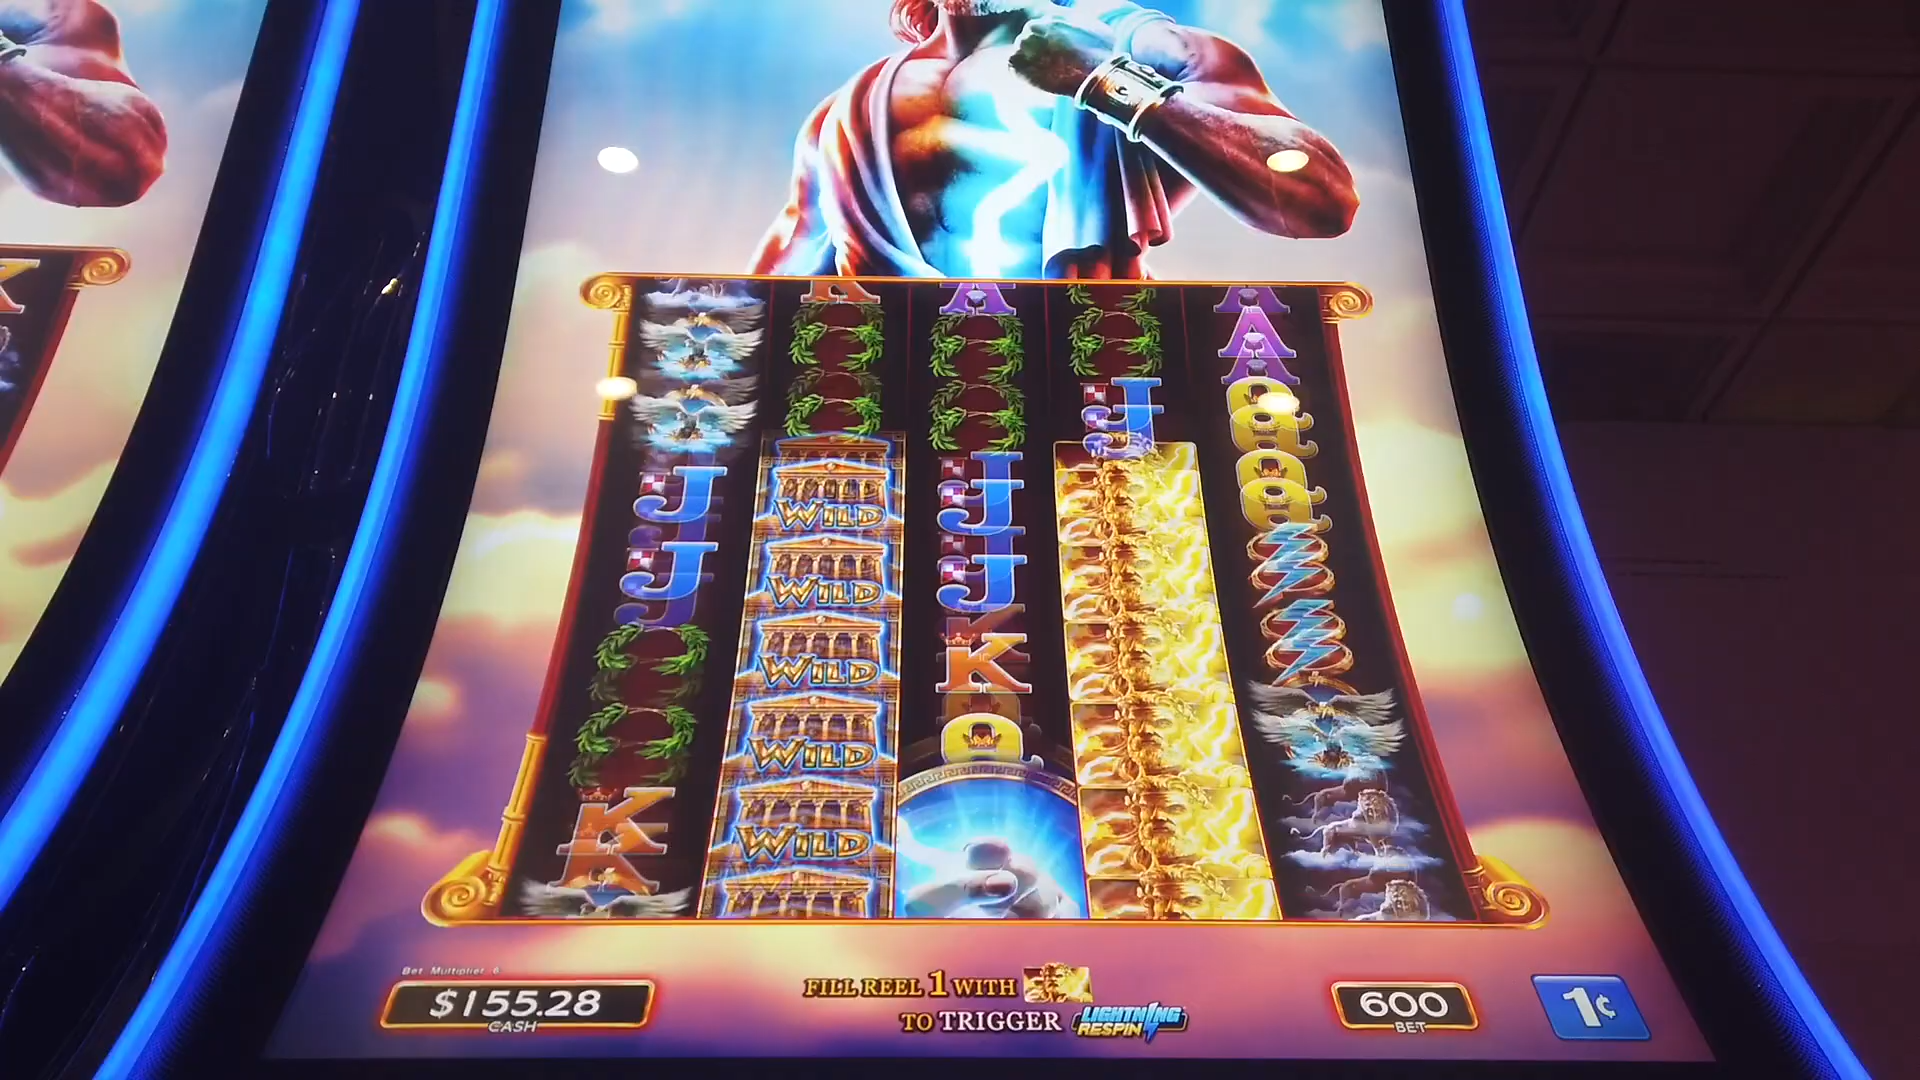 K A A
A
J Q
J J Q
WILD
J J
WILD
K
WILD
Q
WILD
K
WILD
K
Bet Multiplier 6
$155.28
CASH
FILL REEL 1 WITH
TO TRIGGER LIGHTNING RESPIN
600
BET
1¢